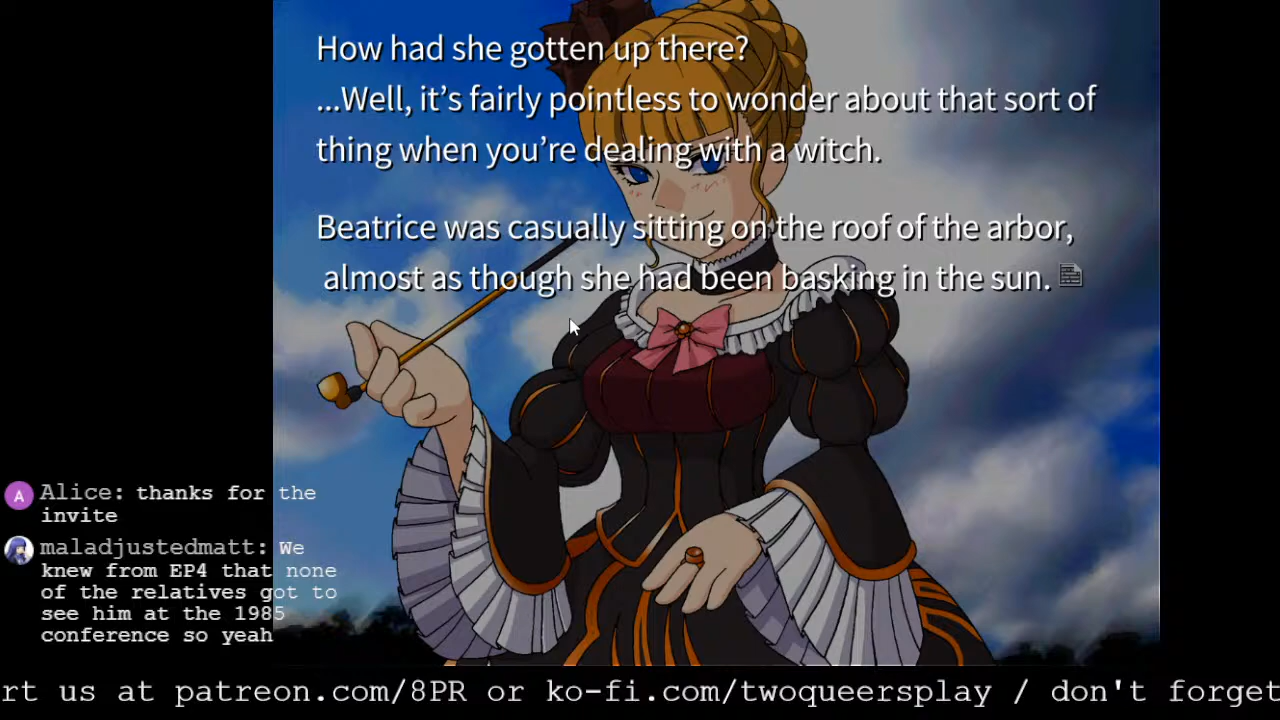 How had she gotten up there?
...Well, it's fairly pointless to wonder about that sort of
thing when you're dealing with a witch.
Beatrice was casually sitting on the roof of the arbor,
almost as though she had been basking in the sun.
A
Alice: thanks for the
invite
maladjustedmatt: We
knew from EP4 that none
of the relatives got to
see him at the 1985
conference so yeah
rt us at patreon.com/8PR or ko-fi.com/twoqueersplay / don't forget